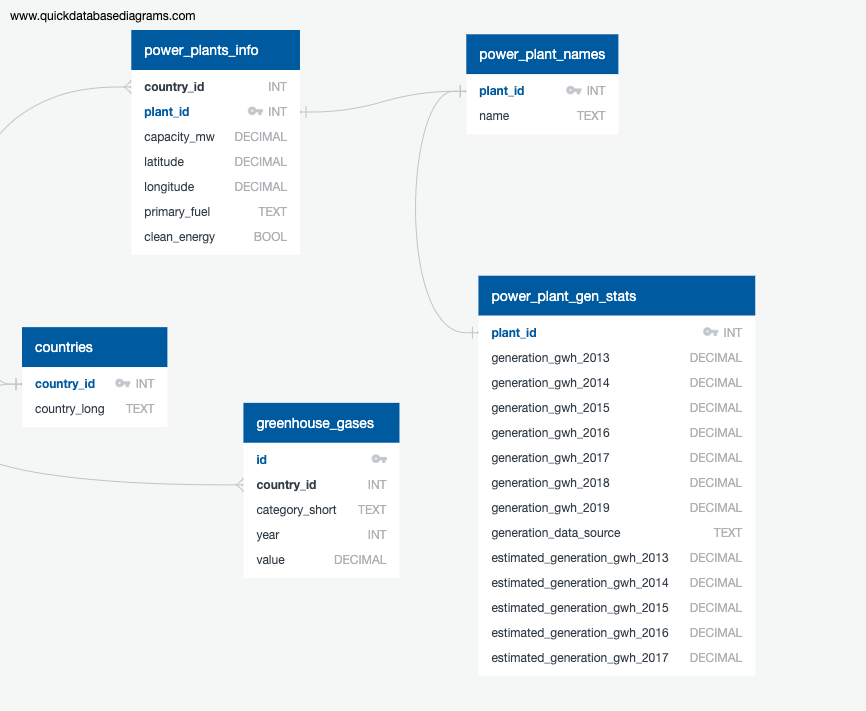 www.quickdatabasediagrams.com
power_plants_info
country_id INT
plant_id INT
capacity_mw DECIMAL
latitude DECIMAL
longitude DECIMAL
primary_fuel TEXT
clean_energy BOOL
power_plant_names
plant_id INT
name TEXT
power_plant_gen_stats
plant_id INT
generation_gwh_2013 DECIMAL
generation_gwh_2014 DECIMAL
generation_gwh_2015 DECIMAL
generation_gwh_2016 DECIMAL
generation_gwh_2017 DECIMAL
generation_gwh_2018 DECIMAL
generation_gwh_2019 DECIMAL
generation_data_source TEXT
estimated_generation_gwh_2013 DECIMAL
estimated_generation_gwh_2014 DECIMAL
estimated_generation_gwh_2015 DECIMAL
estimated_generation_gwh_2016 DECIMAL
estimated_generation_gwh_2017 DECIMAL
countries
country_id INT
country_long TEXT
greenhouse_gases
id
country_id INT
category_short TEXT
year INT
value DECIMAL